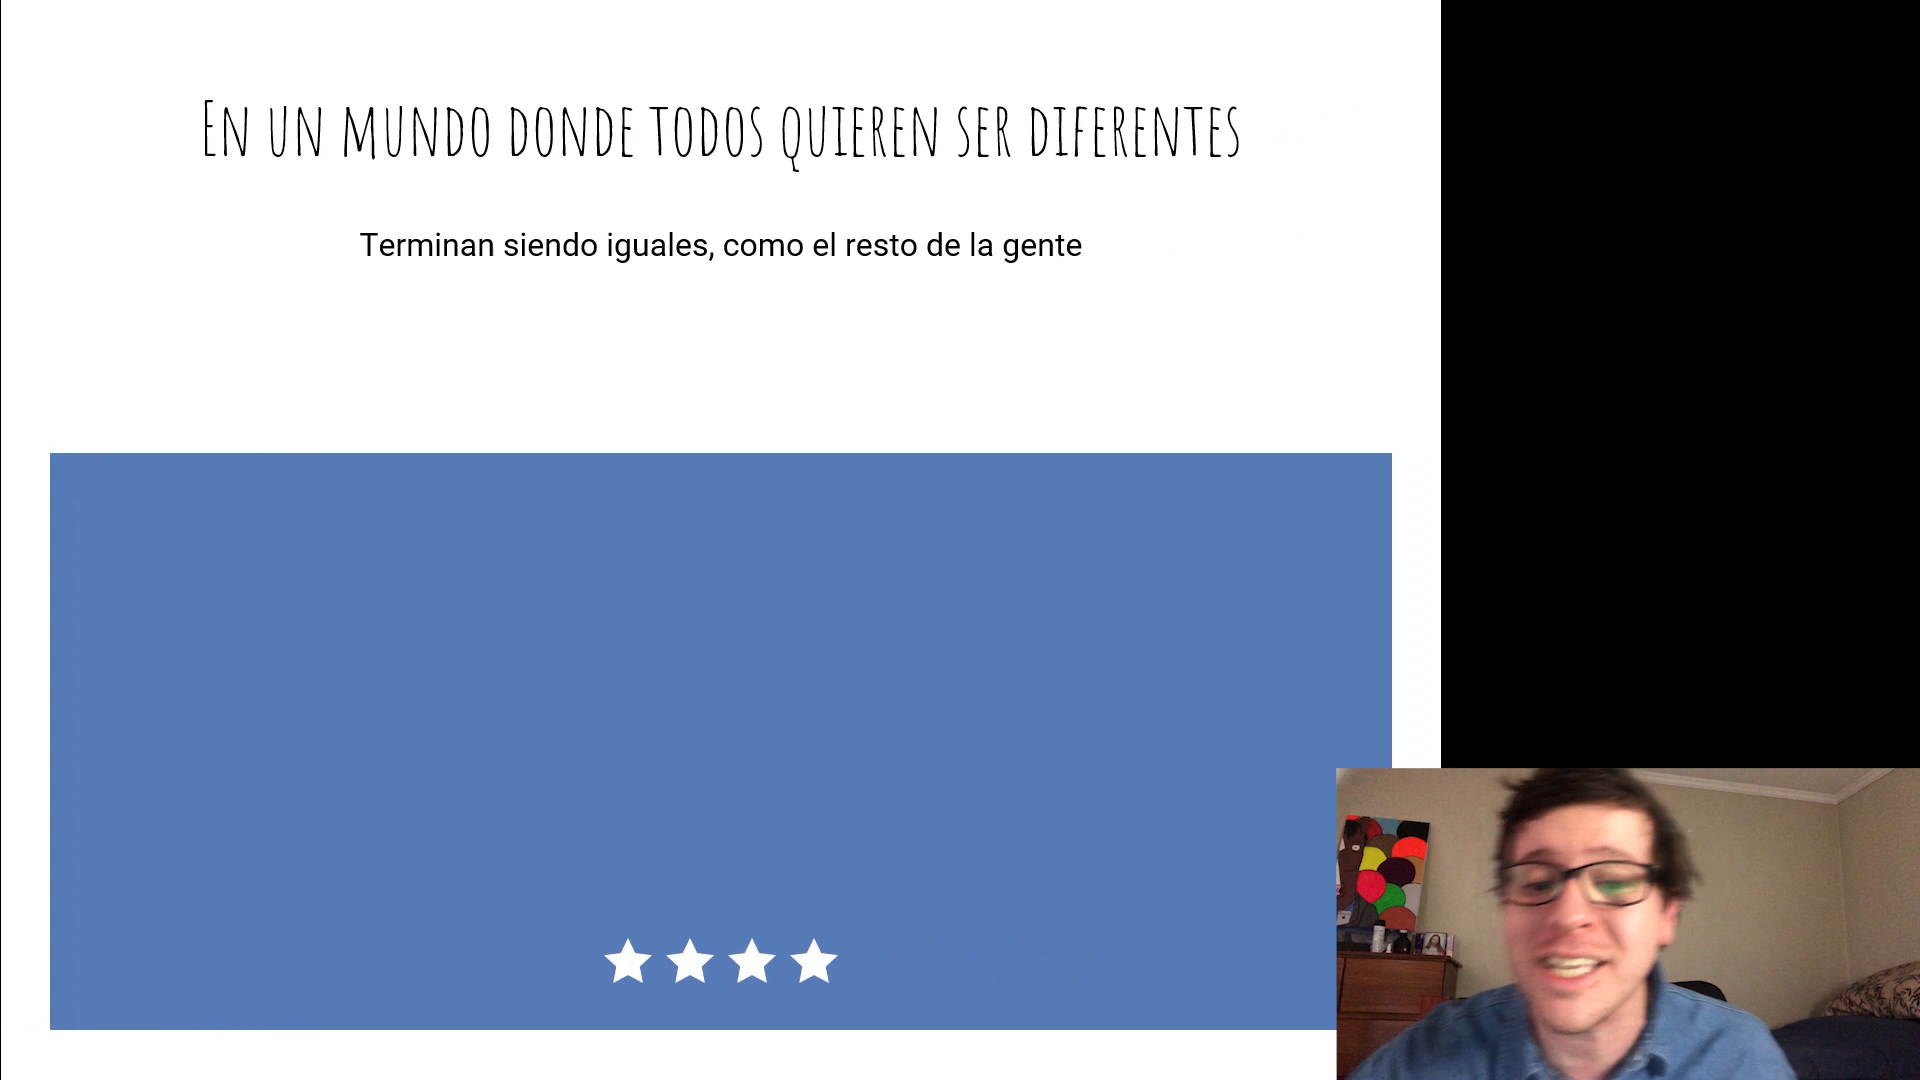 En un mundo donde todos quieren ser diferentes
Terminan siendo iguales, como el resto de la gente